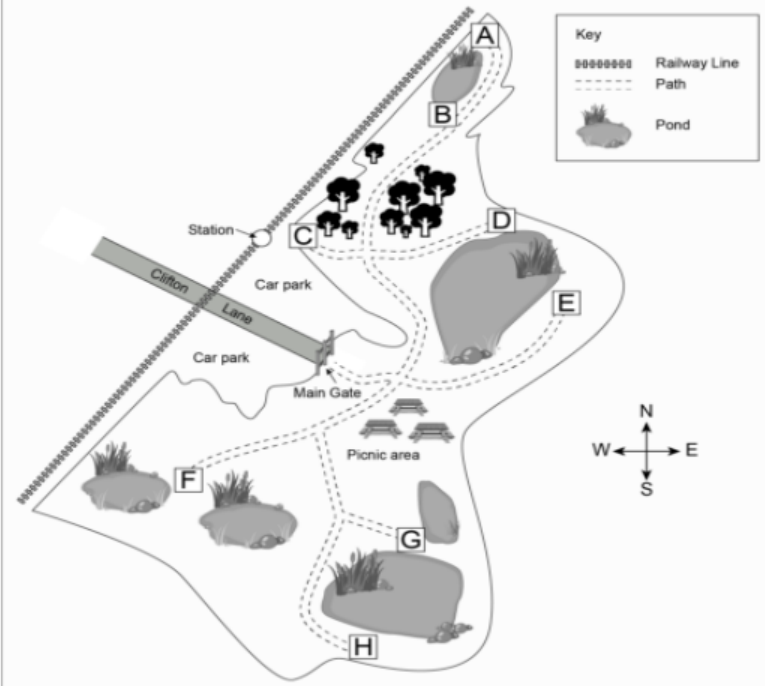 A
Key
Railway Line
Path
B
Pond
D
Station
C
Clifton Lane
Car park
E
Car park
Main Gate
N
W
E
S
Picnic area
F
G
H